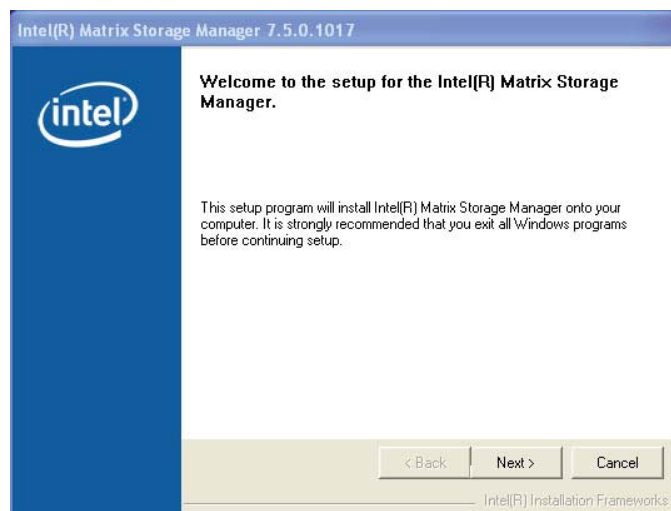 Intel(R) Matrix Storage Manager 7.5.0.1017
intel
Welcome to the setup for the Intel(R) Matrix Storage
Manager.
This setup program will install Intel(R) Matrix Storage Manager onto your
computer. It is strongly recommended that you exit all Windows programs
before continuing setup.
< Back
Next >
Cancel
Intel(R) Installation Frameworks